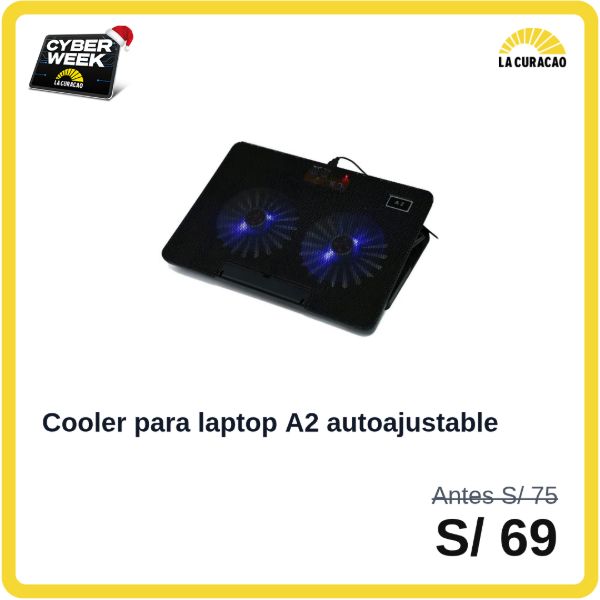 CYBER
WEEK
LA CURACAO
LA CURACAO
A2
Cooler para laptop A2 autoajustable
Antes S/ 75
S/ 69